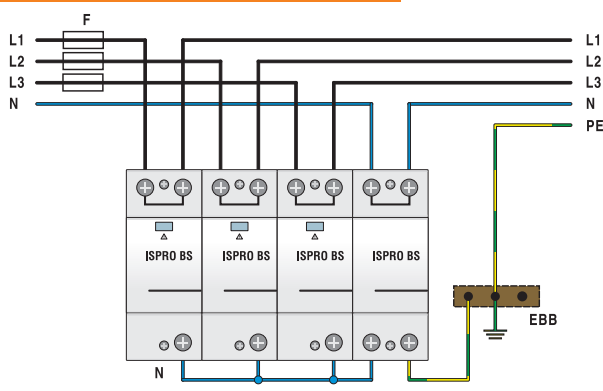 F
L1 L1
L2 L2
L3 L3
N N
PE
ISPRO BS ISPRO BS ISPRO BS ISPRO BS
EBB
N